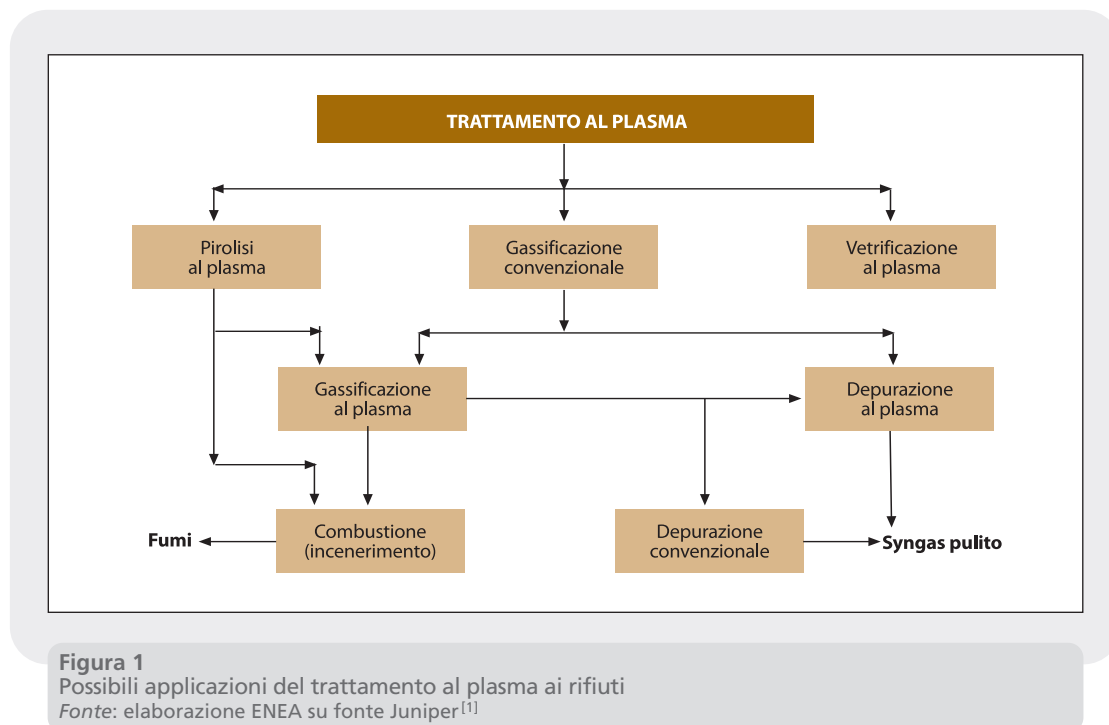 TRATTAMENTO AL PLASMA
Pirolisi
al plasma
Gassificazione
convenzionale
Vetrificazione
al plasma
Gassificazione
al plasma
Depurazione
al plasma
Fumi
Combustione
(incenerimento)
Depurazione
convenzionale
Syngas pulito
Figura 1
Possibili applicazioni del trattamento al plasma ai rifiuti
Fonte: elaborazione ENEA su fonte Juniper[1]